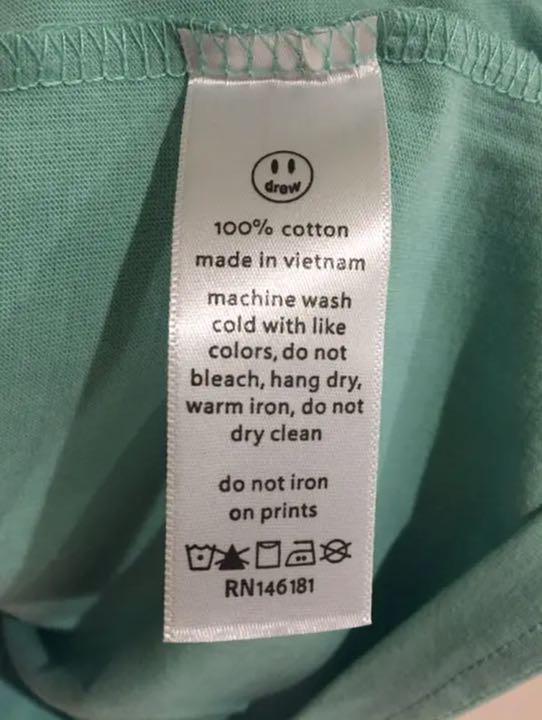 drew
100% cotton
made in vietnam
machine wash
cold with like
colors, do not
bleach, hang dry,
warm iron, do not
dry clean
do not iron
on prints
RN146181